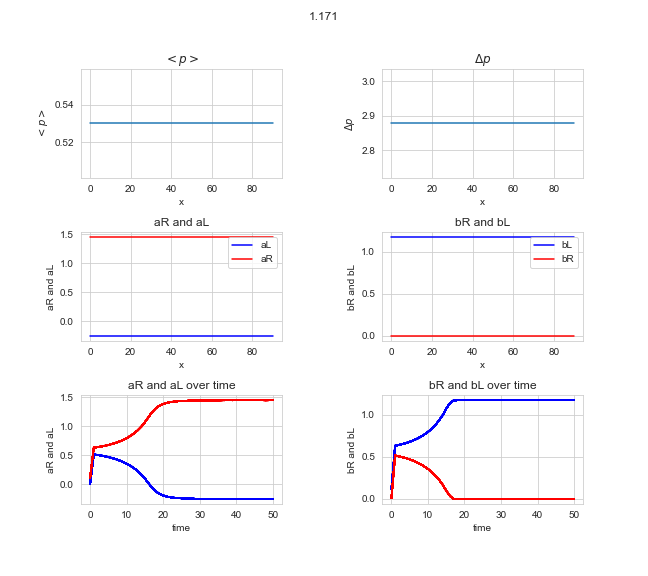 1.171
< p >
Δp
0.54
0.52
< p >
0 20 40 60 80
x
3.0
2.9
2.8
Δp
0 20 40 60 80
x
aR and aL
bR and bL
1.5
1.0
0.5
0.0
aR and aL
aL
aR
0 20 40 60 80
x
1.0
0.5
0.0
bR and bL
bL
bR
0 20 40 60 80
x
aR and aL over time
bR and bL over time
1.5
1.0
0.5
0.0
aR and aL
0 10 20 30 40 50
time
1.0
0.5
0.0
bR and bL
0 10 20 30 40 50
time